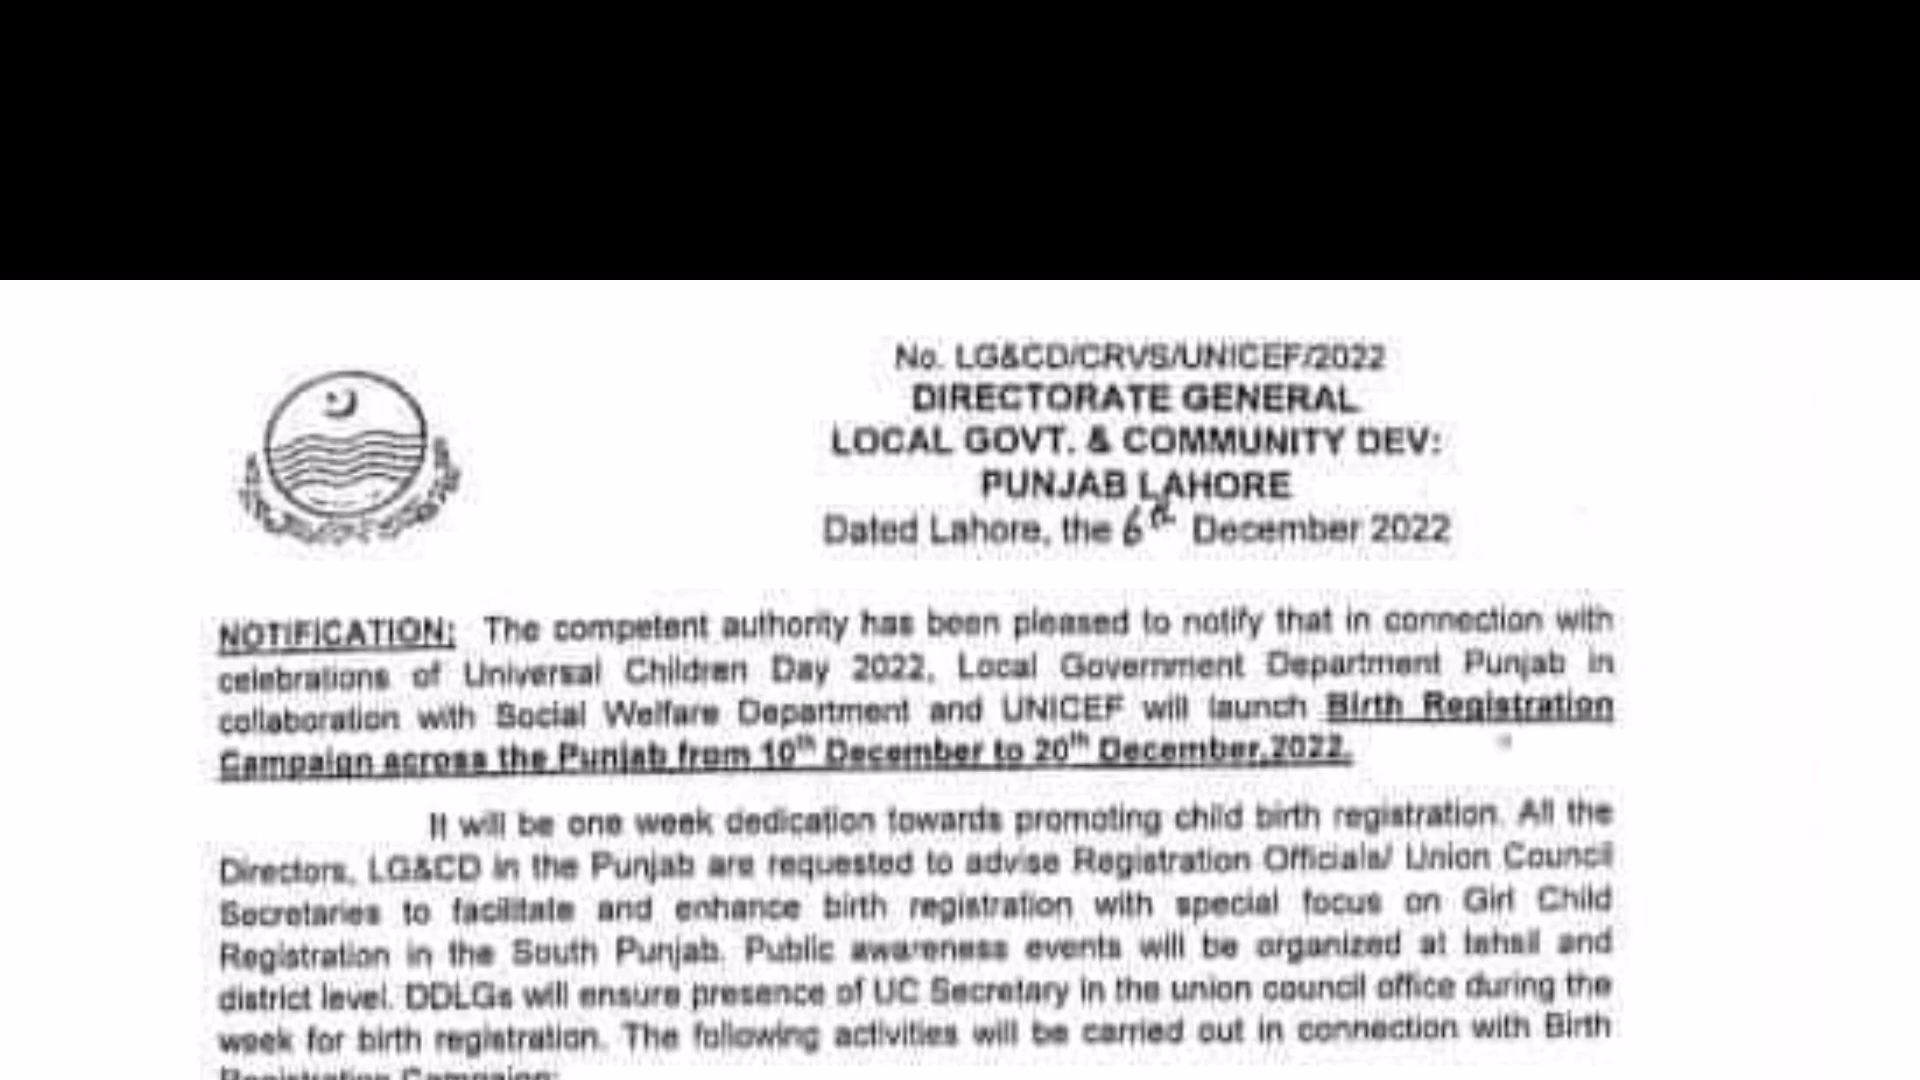 No. LG&CD/CRVS/UNICEF/2022
DIRECTORATE GENERAL
LOCAL GOVT. & COMMUNITY DEV:
PUNJAB LAHORE
Dated Lahore, the 6th December 2022
NOTIFICATION: The competent authority has been pleased to notify that in connection with
celebrations of Universal Children Day 2022, Local Government Department Punjab in
collaboration with Social Welfare Department and UNICEF will launch Birth Registration
Campaign across the Punjab from 10th December to 20th December,2022.
It will be one week dedication towards promoting child birth registration. All the
Directors, LG&CD in the Punjab are requested to advise Registration Officials/ Union Council
Secretaries to facilitate and enhance birth registration with special focus on Girl Child
Registration in the South Punjab. Public awareness events will be organized at tehsil and
district level. DDLGs will ensure presence of UC Secretary in the union council office during the
week for birth registration. The following activities will be carried out in connection with Birth
Registration Campaign: